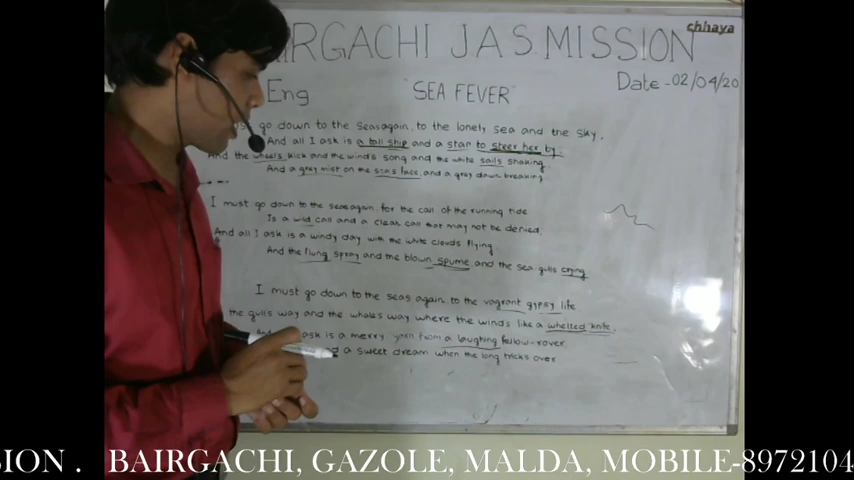 chhaya
AIRGACHI J.A.S MISSION
Date - 02/04/20
Eng
"SEA FEVER"
go down to the seas again, to the lonely sea and the sky,
And all I ask is a tall ship and a star to steer her by
And the wheels kick and the winds song and the white sails shaking
And a grey mist on the sea's face, and a grey dawn breaking
I must go down to the seas again for the call of the running tide
Is a wild call and a clear call that may not be denied,
And all I ask is a windy day with the white clouds flying
And the flung spray and the blown spume and the sea gulls crying
I must go down to the seas again to the vagrant gypsy life
the gulls way and the whales way where the winds like a whetted knife.
ask is a merry yarn from a laughing fellow-rover
a sweet dream when the long tricks over
SION . BAIRGACHI, GAZOLE, MALDA, MOBILE-8972104